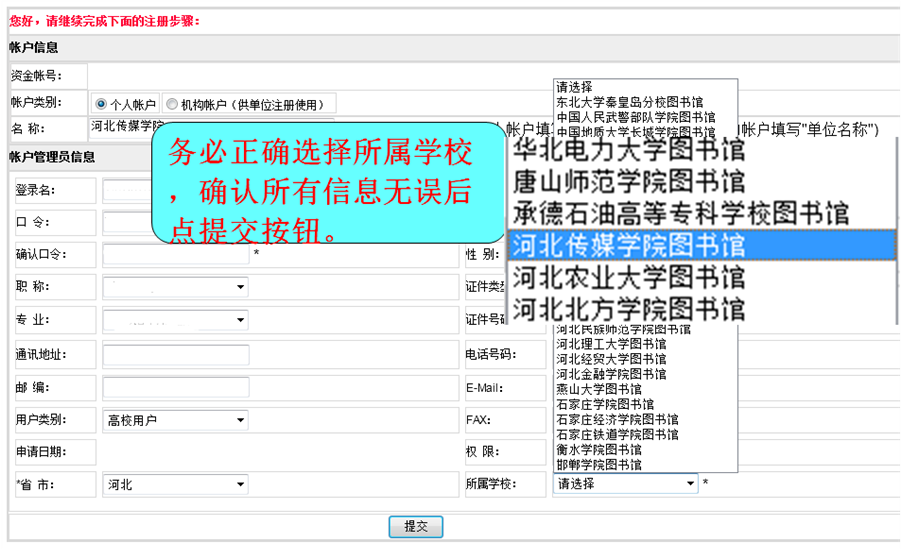 您好，请继续完成下面的注册步骤：
帐户信息
资金帐号：
帐户类别： 个人帐户 机构帐户（供单位注册使用）
名 称： 河北传媒学院
帐户填
帐户填写"单位名称")
帐户管理员信息
务必正确选择所属学校
，确认所有信息无误后
点提交按钮。
登录名：
口 令：
确认口令： *
性 别：
职 称：
证件类型
专 业：
证件号码
通讯地址：
电话号码：
邮 编：
E-Mail：
用户类别： 高校用户
FAX：
申请日期：
权 限：
*省 市： 河北
所属学校： 请选择 *
请选择
东北大学秦皇岛分校图书馆
中国人民武警部队学院图书馆
中国地质大学长城学院图书馆
华北电力大学图书馆
唐山师范学院图书馆
承德石油高等专科学校图书馆
河北传媒学院图书馆
河北农业大学图书馆
河北北方学院图书馆
河北民族师范学院图书馆
河北理工大学图书馆
河北经贸大学图书馆
河北金融学院图书馆
燕山大学图书馆
石家庄学院图书馆
石家庄经济学院图书馆
石家庄铁道学院图书馆
衡水学院图书馆
邯郸学院图书馆
提交